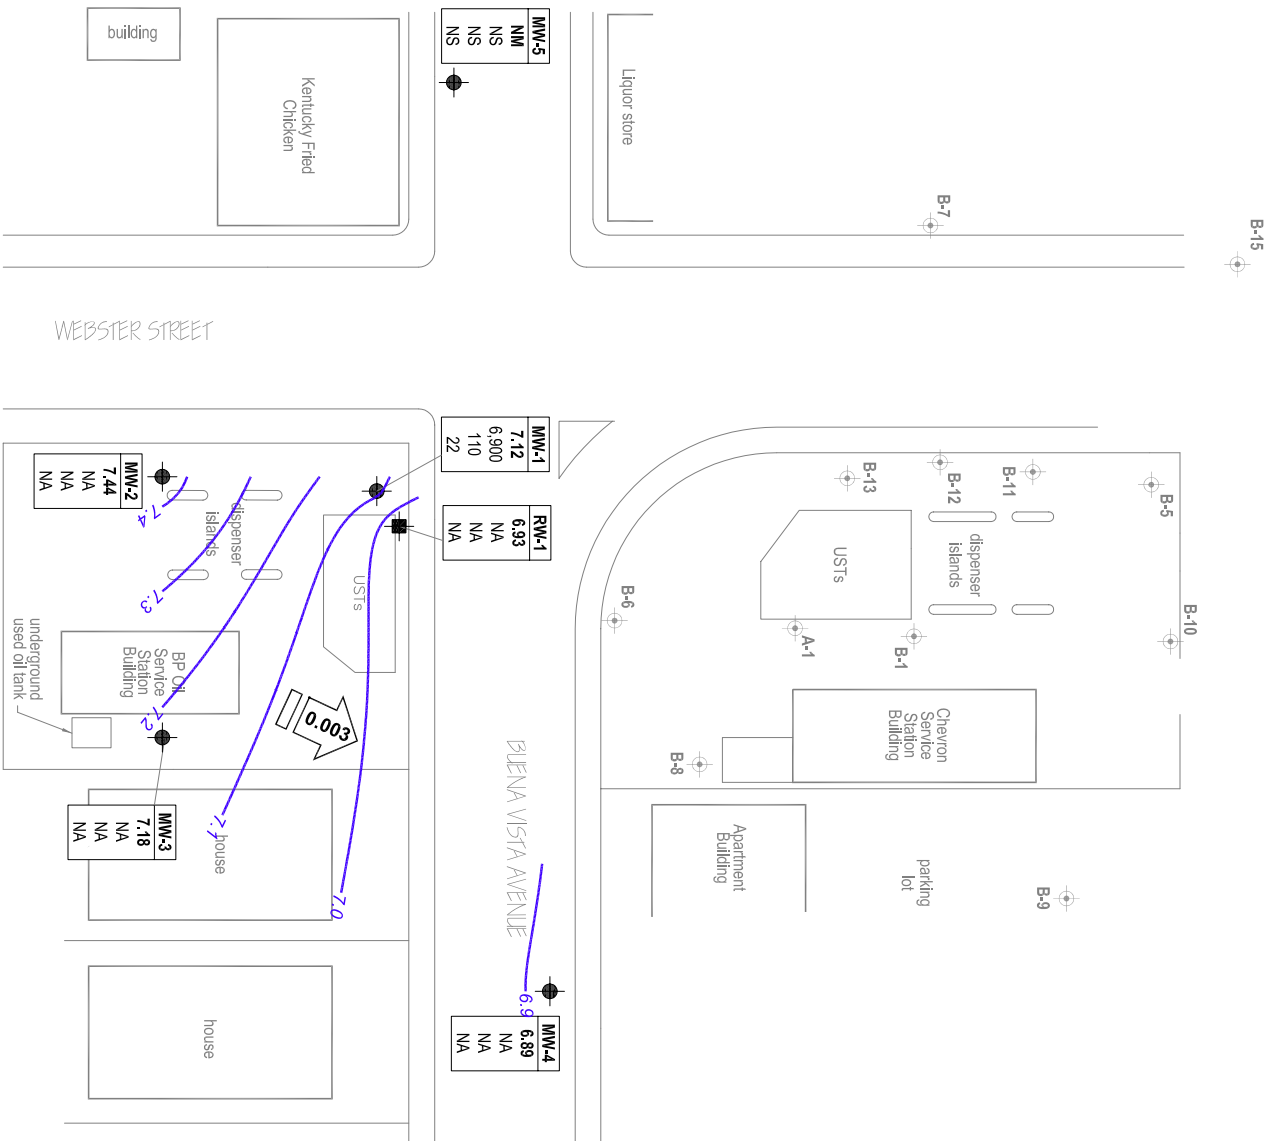 building
Kentucky Fried
Chicken
MW-5
NM
NS
NS
Liquor store
B-7
B-15
WEBSTER STREET
MW-1
7.12
6,900
110
22
RW-1
6.93
NA
NA
MW-2
7.44
NA
NA
NA
7.4
7.3
7.2
7.1
7.0
6.9
dispenser
islands
USTs
BP Oil
Service
Station
Building
underground
used oil tank
0.003
MW-3
7.18
NA
NA
NA
house
house
BUENA VISTA AVENUE
MW-4
6.89
NA
NA
NA
B-13
B-12
B-11
B-5
B-10
B-6
A-1
B-1
B-8
B-9
USTs
dispenser
islands
Chevron
Service
Station
Building
Apartment
Building
parking
lot